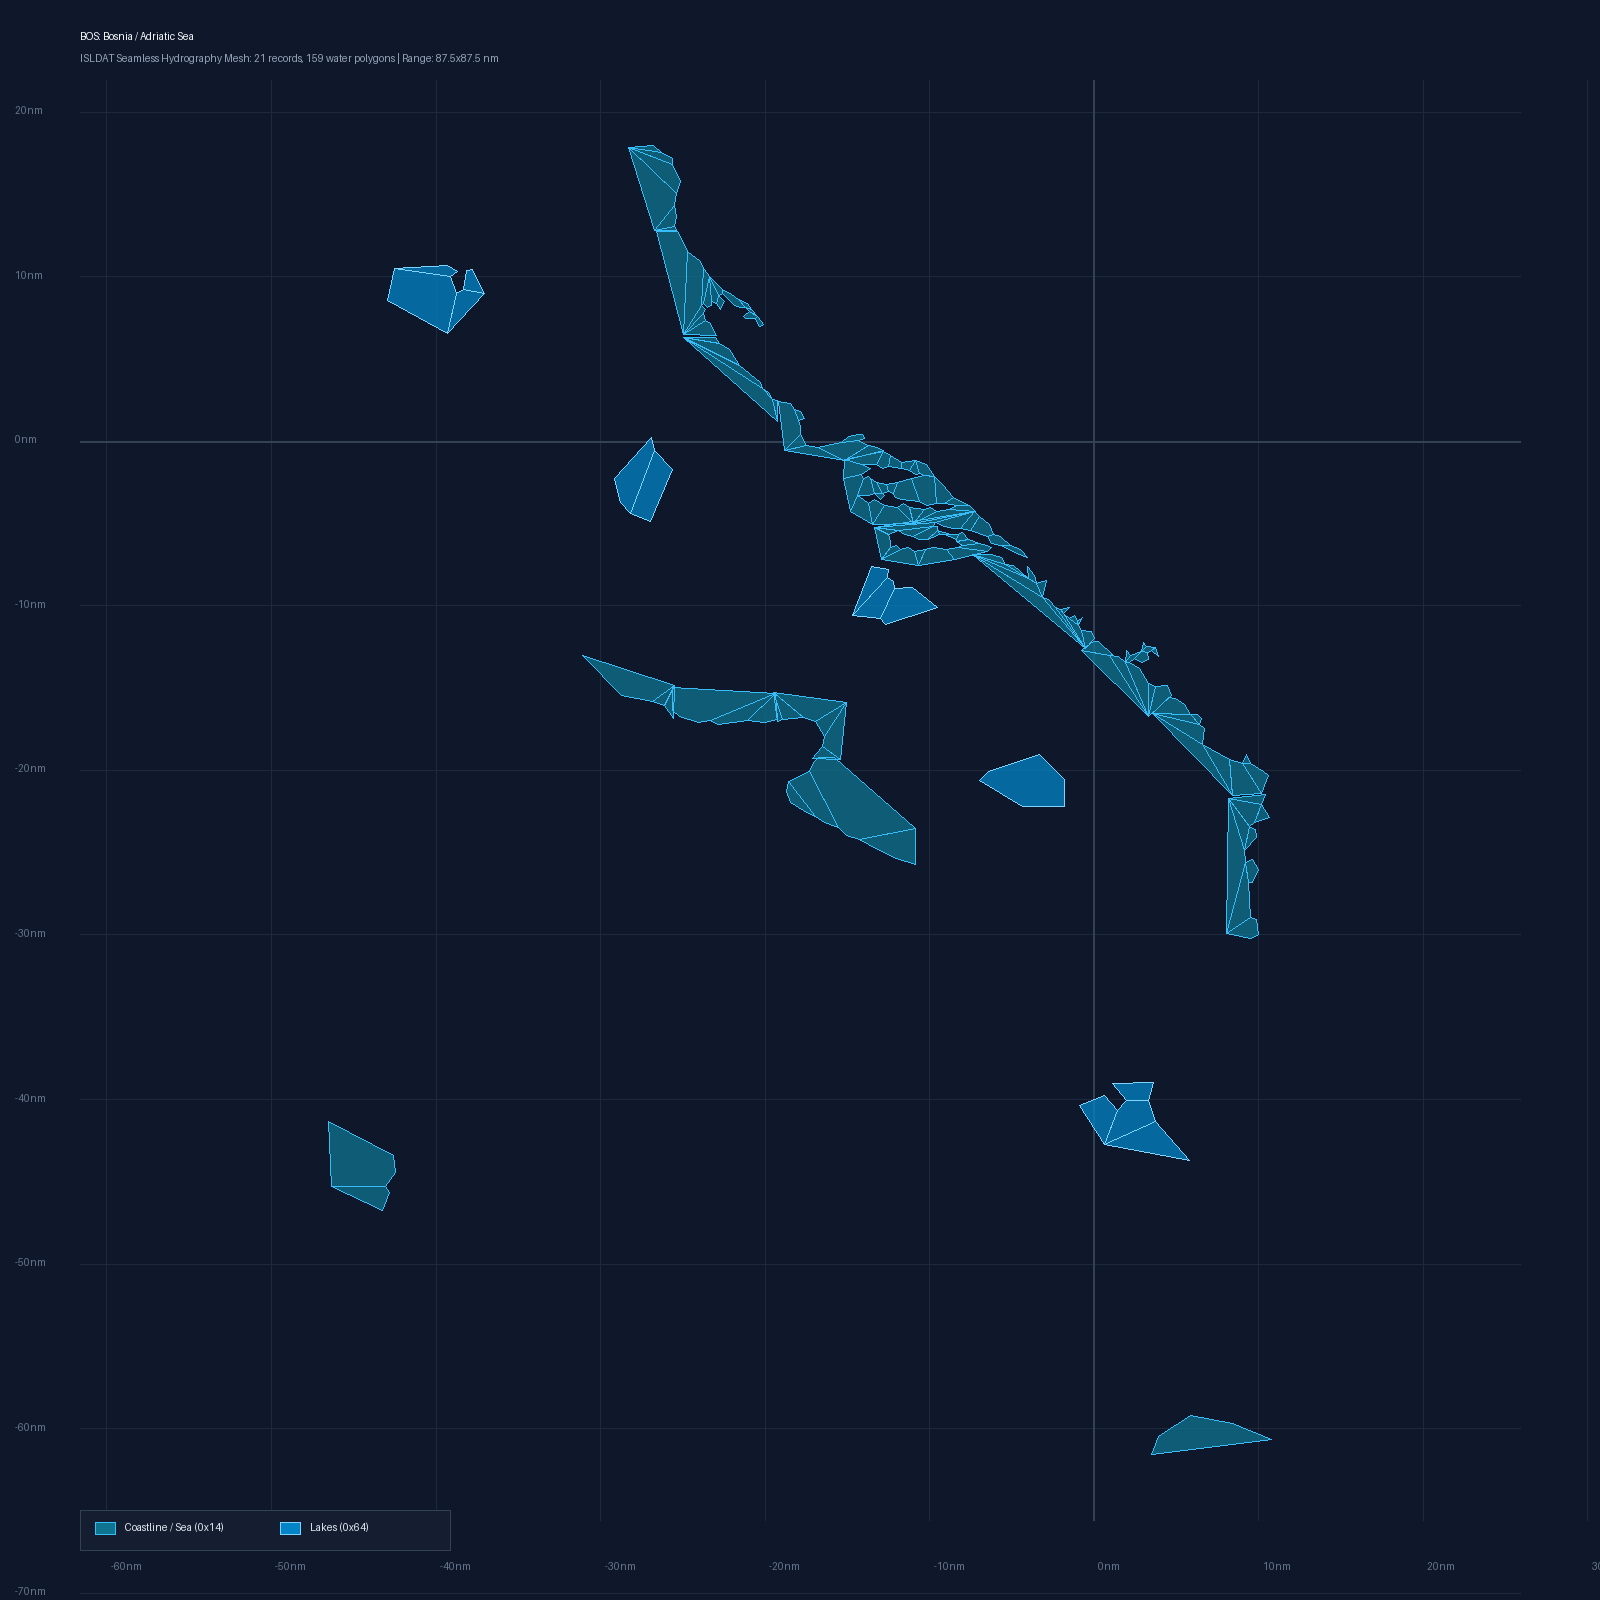 BOS: Bosnia / Adriatic Sea
ISLDAT Seamless Hydrography Mesh: 21 records, 159 water polygons | Range: 87.5x87.5 nm
20nm
10nm
0nm
-10nm
-20nm
-30nm
-40nm
-50nm
-60nm
Coastline / Sea (0x14) Lakes (0x64)
-60nm -50nm -40nm -30nm -20nm -10nm 0nm 10nm 20nm 30
-70nm